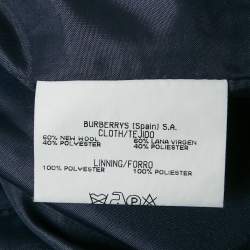 BURBERRYS (Spain) S.A.
CLOTH/TEJIDO
60% NEW WOOL 60% LANA VIRGEN
40% POLYESTER 40% POLIESTER
LINNING/FORRO
100% POLYESTER 100% POLIESTER